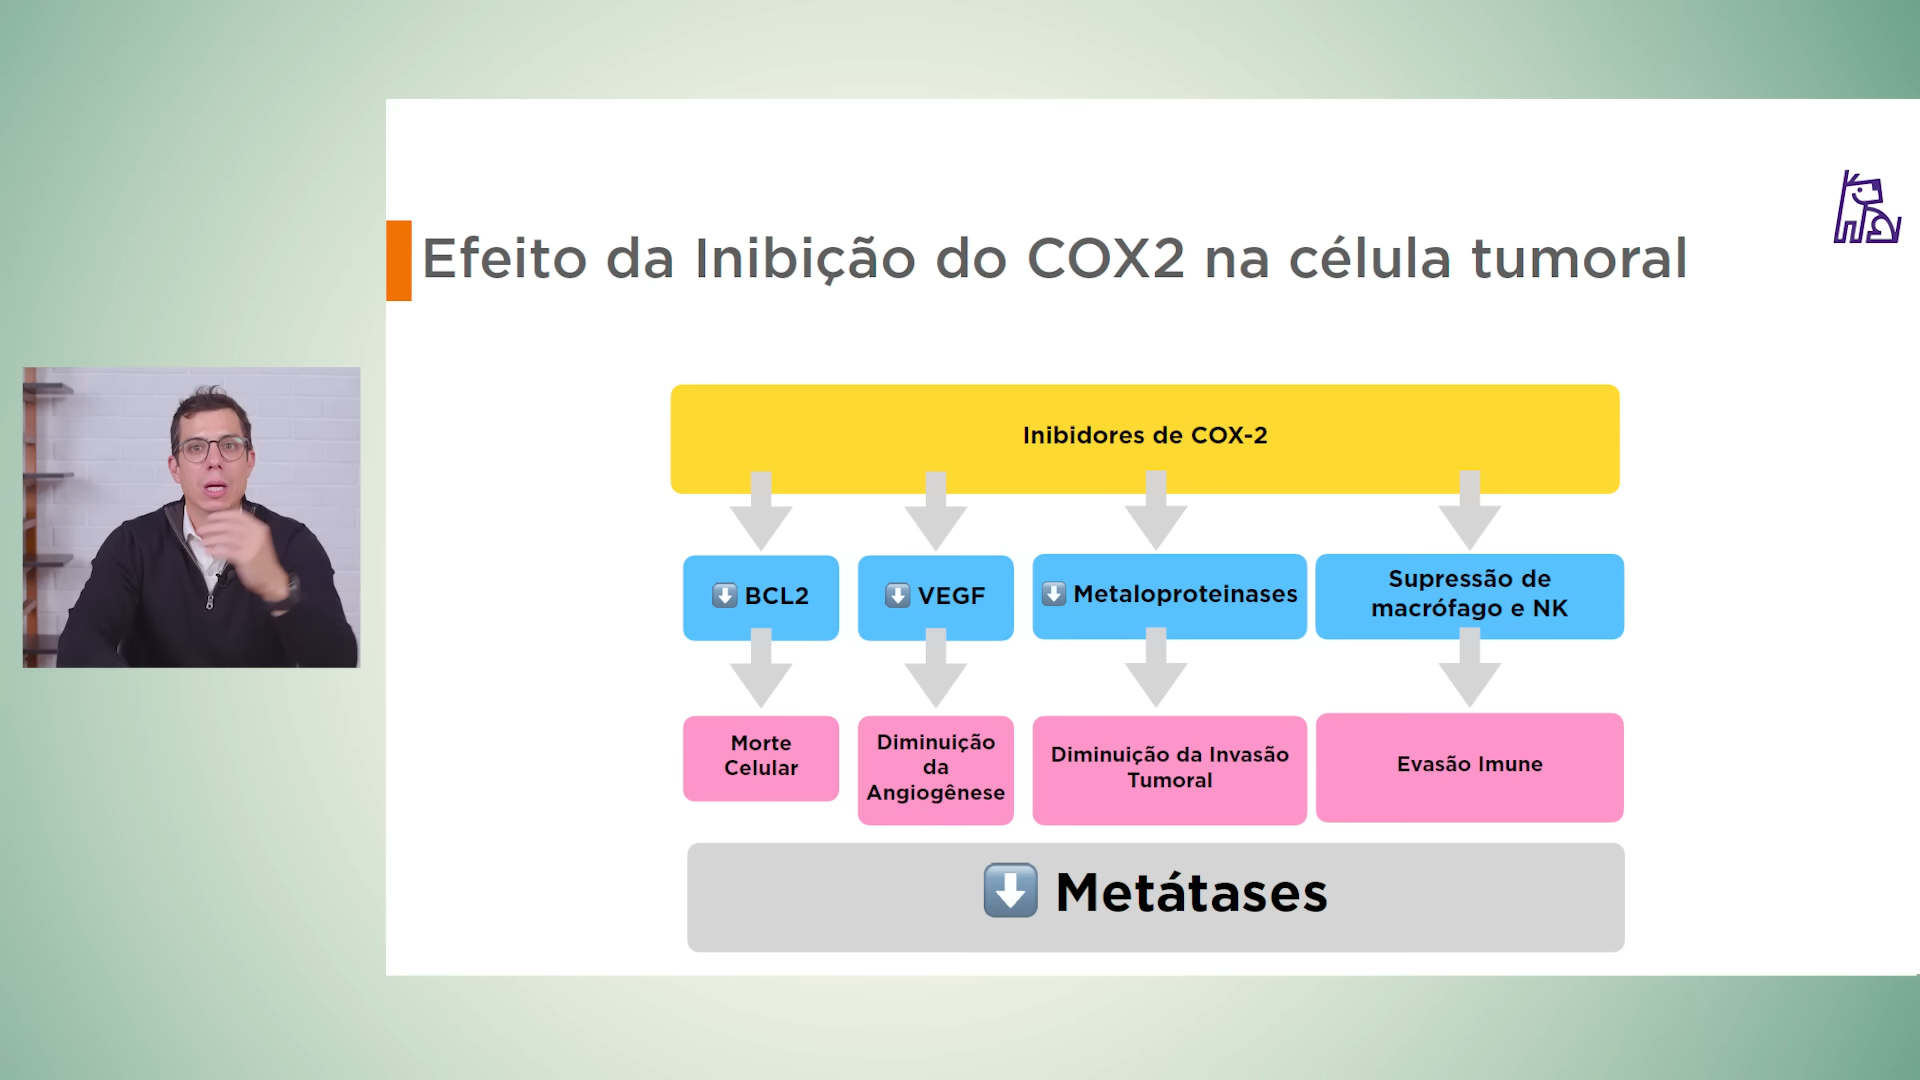 Efeito da Inibição do COX2 na célula tumoral
Inibidores de COX-2
⬇️ BCL2
⬇️ VEGF
⬇️ Metaloproteinases
Supressão de
macrófago e NK
Morte
Celular
Diminuição
da
Angiogênese
Diminuição da Invasão
Tumoral
Evasão Imune
⬇️ Metátases